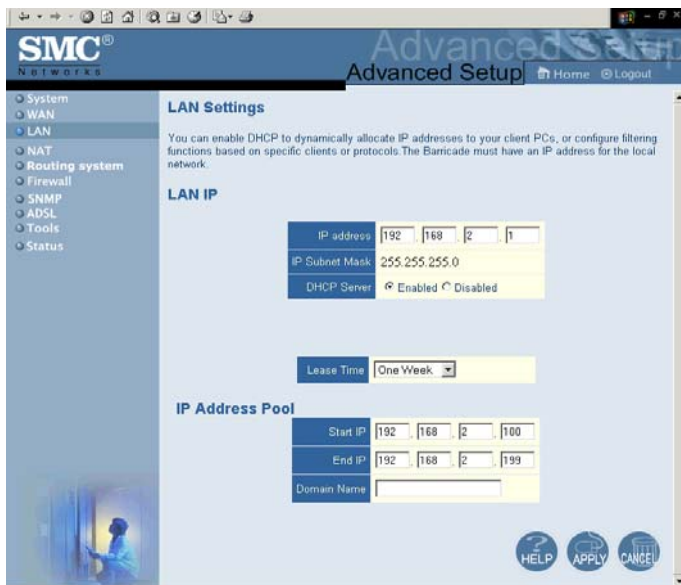 SMC®
Networks
Advanced Setup
Advanced Setup
Home
Logout
System
WAN
LAN
NAT
Routing system
Firewall
SNMP
ADSL
Tools
Status
LAN Settings
You can enable DHCP to dynamically allocate IP addresses to your client PCs, or configure filtering
functions based on specific clients or protocols.The Barricade must have an IP address for the local
network.
LAN IP
IP address 192 . 168 . 2 . 1
IP Subnet Mask 255.255.255.0
DHCP Server Enabled Disabled
Lease Time One Week
IP Address Pool
Start IP 192 . 168 . 2 . 100
End IP 192 . 168 . 2 . 199
Domain Name
HELP APPLY CANCEL